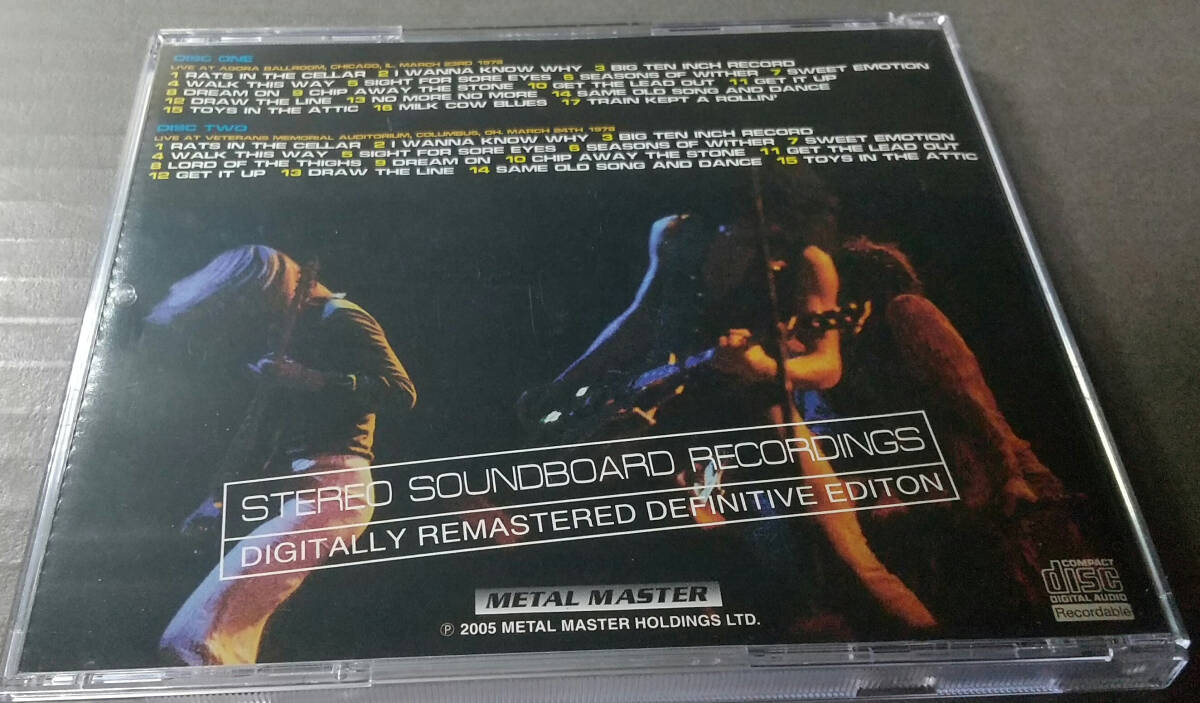 DISC ONE
LIVE AT AGORA BALLROOM, CHICAGO, IL. MARCH 23RD 1978
1 RATS IN THE CELLAR 2 I WANNA KNOW WHY 3 BIG TEN INCH RECORD
4 WALK THIS WAY 5 SIGHT FOR SORE EYES 6 SEASONS OF WITHER 7 SWEET EMOTION
8 DREAM ON 9 CHIP AWAY THE STONE 10 GET THE LEAD OUT 11 GET IT UP
12 DRAW THE LINE 13 NO MORE NO MORE 14 SAME OLD SONG AND DANCE
15 TOYS IN THE ATTIC 16 MILK COW BLUES 17 TRAIN KEPT A ROLLIN'
DISC TWO
LIVE AT VETERANS MEMORIAL AUDITORIUM, COLUMBUS, OH. MARCH 24TH 1978
1 RATS IN THE CELLAR 2 I WANNA KNOW WHY 3 BIG TEN INCH RECORD
4 WALK THIS WAY 5 SIGHT FOR SORE EYES 6 SEASONS OF WITHER 7 SWEET EMOTION
8 LORD OF THE THIGHS 9 DREAM ON 10 CHIP AWAY THE STONE 11 GET THE LEAD OUT
12 GET IT UP 13 DRAW THE LINE 14 SAME OLD SONG AND DANCE 15 TOYS IN THE ATTIC
STEREO SOUNDBOARD RECORDINGS
DIGITALLY REMASTERED DEFINITIVE EDITON
METAL MASTER
℗ 2005 METAL MASTER HOLDINGS LTD.
COMPACT
disc
DIGITAL AUDIO
Recordable